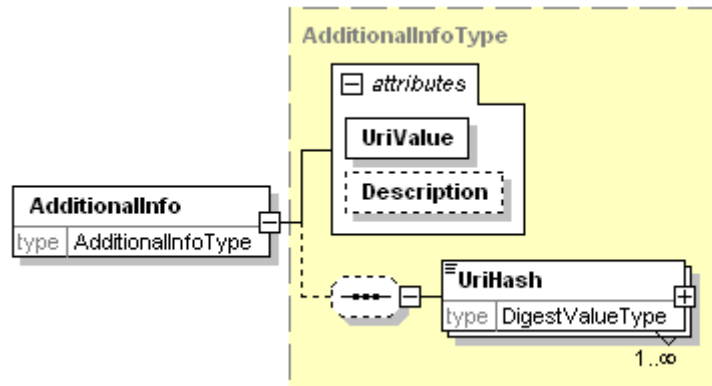 AdditionalInfoType
attributes
UriValue
Description
AdditionalInfo
type AdditionalInfoType
UriHash
type DigestValueType
1..∞